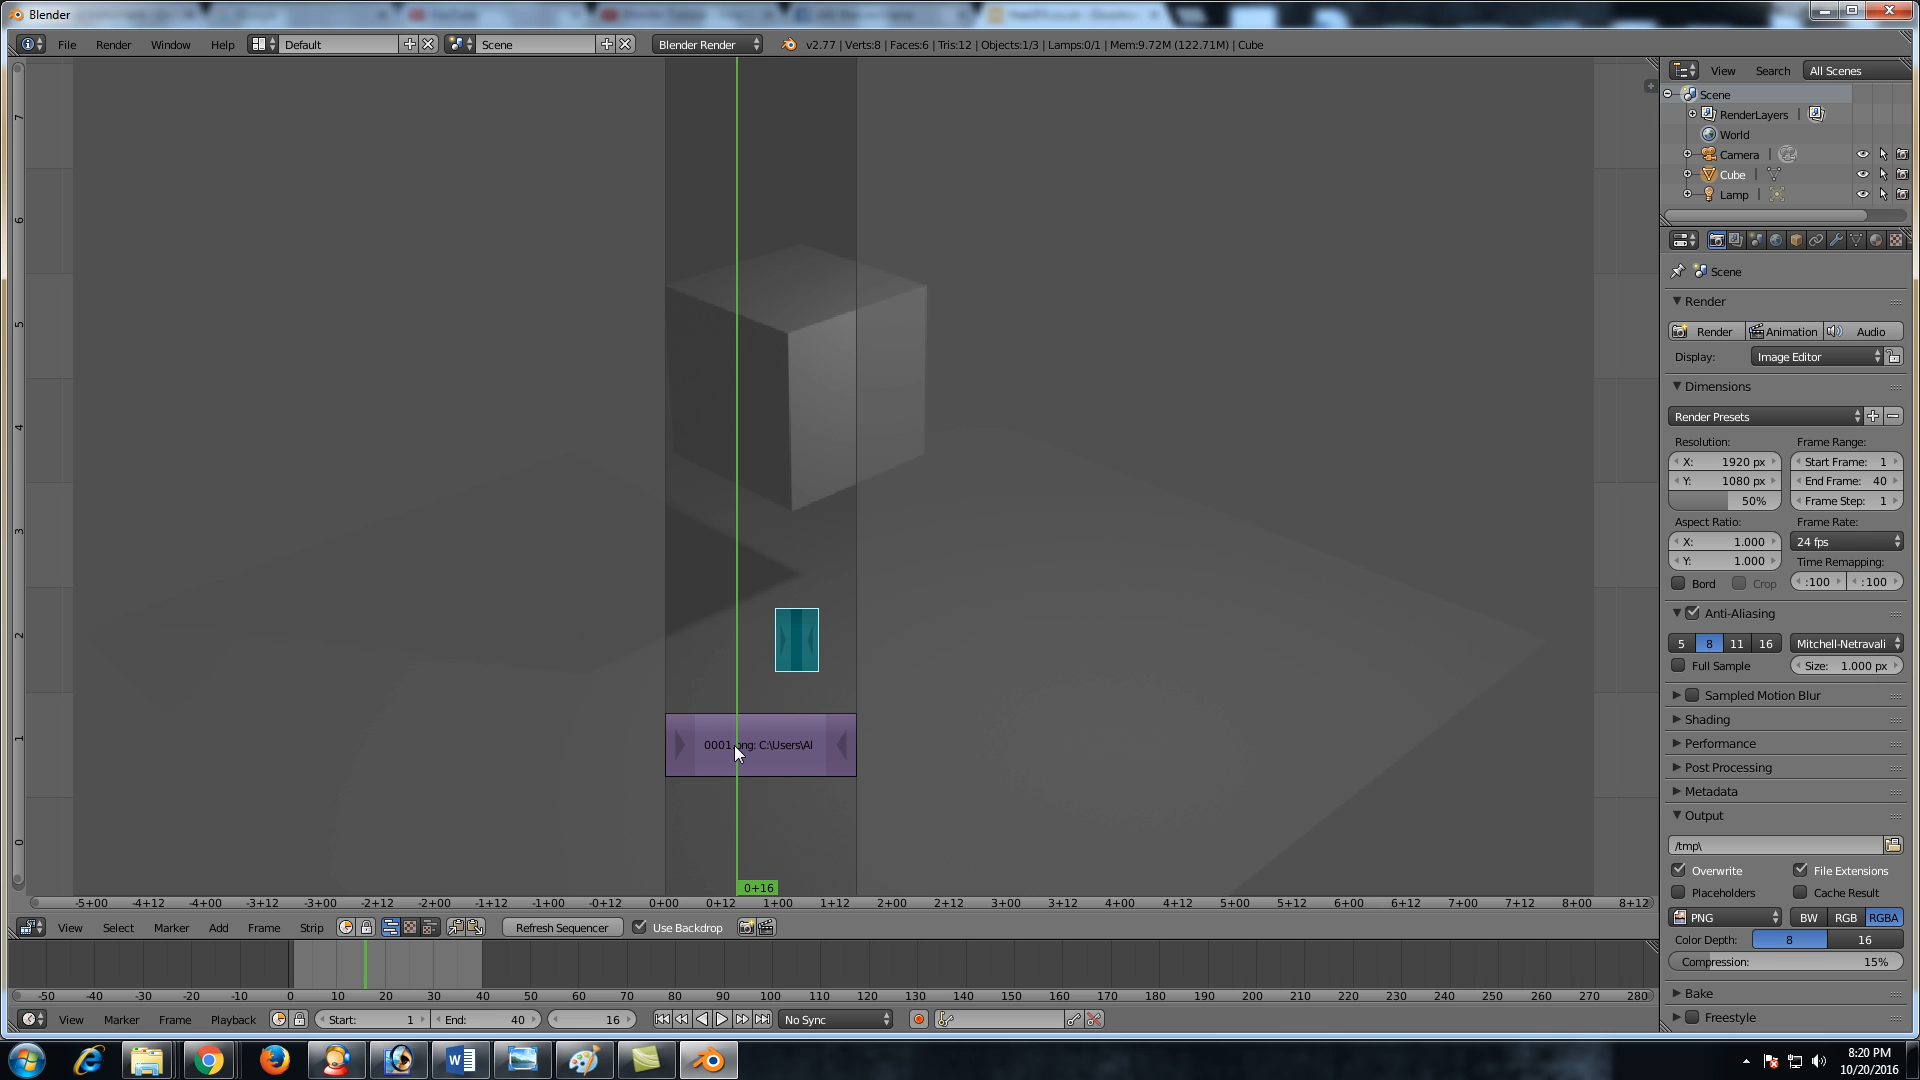 Blender
File Render Window Help Default Scene Blender Render v2.77 | Verts:8 | Faces:6 | Tris:12 | Objects:1/3 | Lamps:0/1 | Mem:9.72M (122.71M) | Cube
View Search All Scenes
Scene
RenderLayers
World
Camera
Cube
Lamp
Scene
Render
Render Animation Audio
Display: Image Editor
Dimensions
Render Presets
Resolution: Frame Range:
X: 1920 px Start Frame: 1
Y: 1080 px End Frame: 40
50% Frame Step: 1
Aspect Ratio: Frame Rate:
X: 1.000 24 fps
Y: 1.000 Time Remapping:
Bord Crop :100 :100
Anti-Aliasing
5 8 11 16 Mitchell-Netravali
Full Sample Size: 1.000 px
Sampled Motion Blur
Shading
Performance
Post Processing
Metadata
Output
/tmp\
Overwrite File Extensions
Placeholders Cache Result
PNG BW RGB RGBA
Color Depth: 8 16
Compression: 15%
Bake
Freestyle
7
6
5
4
3
2
1
0
0001.png: C:\Users\Al
0+16
-5+00 -4+12 -4+00 -3+12 -3+00 -2+12 -2+00 -1+12 -1+00 -0+12 0+00 0+12 1+00 1+12 2+00 2+12 3+00 3+12 4+00 4+12 5+00 5+12 6+00 6+12 7+00 7+12 8+00 8+12
View Select Marker Add Frame Strip Refresh Sequencer Use Backdrop
-50 -40 -30 -20 -10 0 10 20 30 40 50 60 70 80 90 100 110 120 130 140 150 160 170 180 190 200 210 220 230 240 250 260 270 280
View Marker Frame Playback Start: 1 End: 40 16 No Sync
8:20 PM
10/20/2016